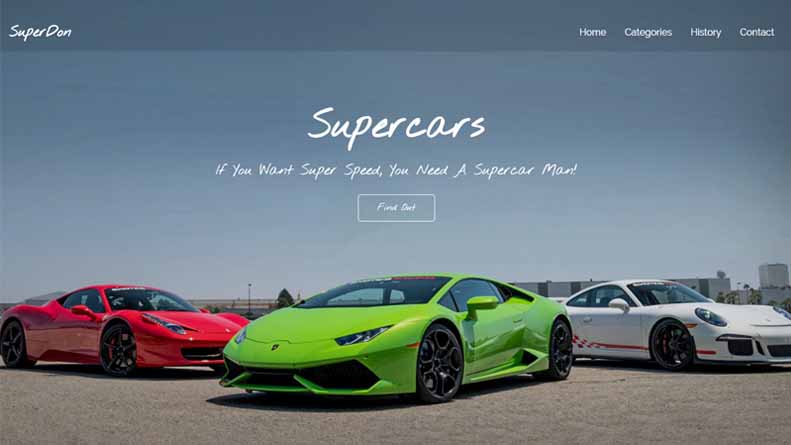 SuperDon
Home Categories History Contact
Supercars
If You Want Super Speed, You Need A Supercar Man!
Find Out